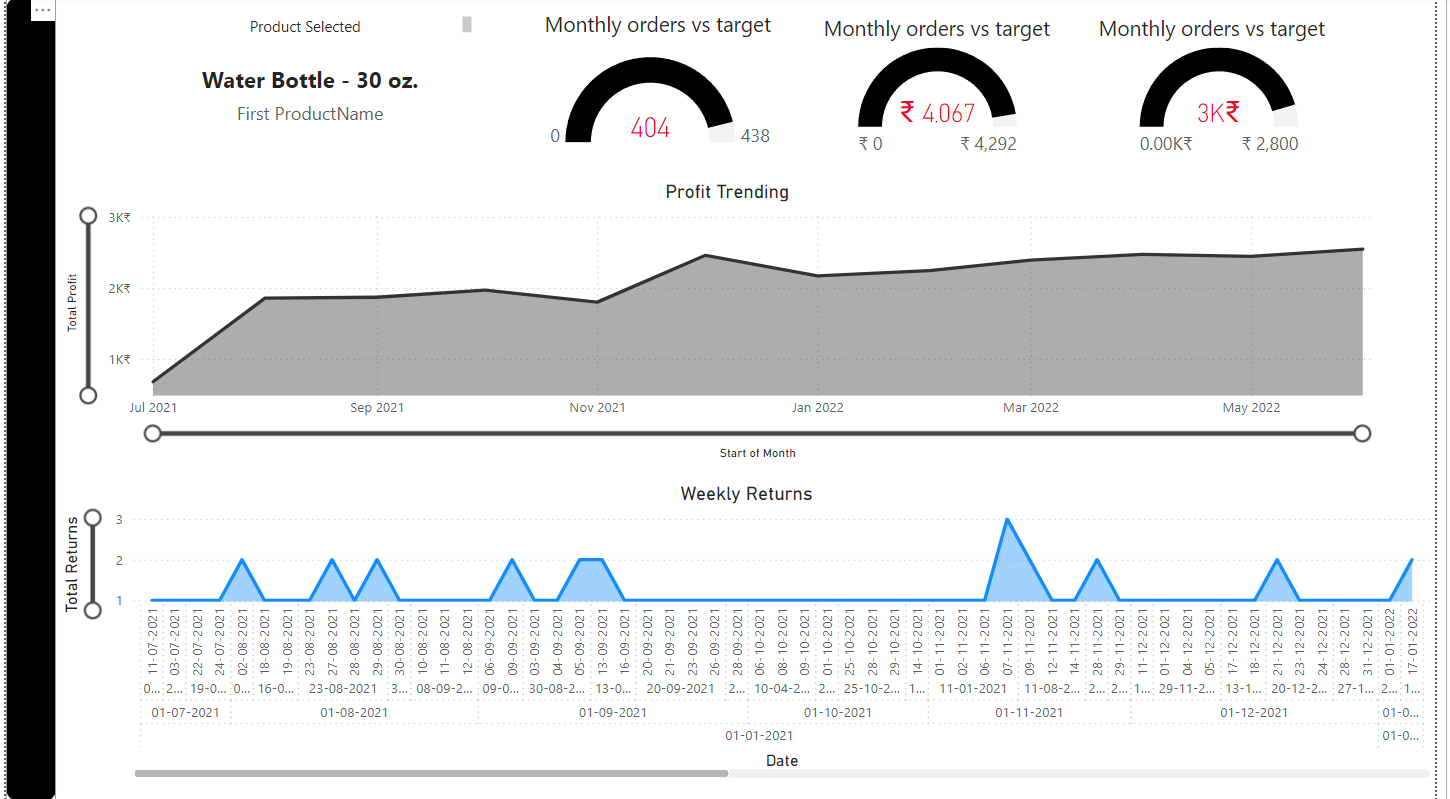 Product Selected
Water Bottle - 30 oz.
First ProductName
Monthly orders vs target
404
0
438
Monthly orders vs target
₹ 4,067
₹ 0
₹ 4,292
Monthly orders vs target
3K₹
0.00K₹
₹ 2,800
Profit Trending
Total Profit
3K₹
2K₹
1K₹
Jul 2021 Sep 2021 Nov 2021 Jan 2022 Mar 2022 May 2022
Start of Month
Weekly Returns
Total Returns
3
2
1
11-07-2021 03-07-2021 22-07-2021 24-07-2021 02-08-2021 18-08-2021 19-08-2021 23-08-2021 27-08-2021 28-08-2021 29-08-2021 30-08-2021 10-08-2021 11-08-2021 12-08-2021 06-09-2021 09-09-2021 03-09-2021 04-09-2021 05-09-2021 13-09-2021 16-09-2021 20-09-2021 21-09-2021 23-09-2021 26-09-2021 28-09-2021 06-10-2021 08-10-2021 09-10-2021 01-10-2021 25-10-2021 28-10-2021 29-10-2021 14-10-2021 01-11-2021 02-11-2021 06-11-2021 07-11-2021 09-11-2021 12-11-2021 14-11-2021 28-11-2021 29-11-2021 11-12-2021 01-12-2021 04-12-2021 05-12-2021 17-12-2021 18-12-2021 21-12-2021 23-12-2021 24-12-2021 28-12-2021 31-12-2021 01-01-2022 17-01-2022
0... 2... 19-0... 0... 16-0... 23-08-2021 3... 08-09-2... 09-0... 30-08-2... 13-0... 20-09-2021 2... 10-04-2... 2... 25-10-2... 1... 11-01-2021 11-08-2... 2... 2... 1... 29-11-2... 13-1... 20-12-2... 27-1... 2... 1...
01-07-2021 01-08-2021 01-09-2021 01-10-2021 01-11-2021 01-12-2021 01-0...
01-01-2021 01-0...
Date